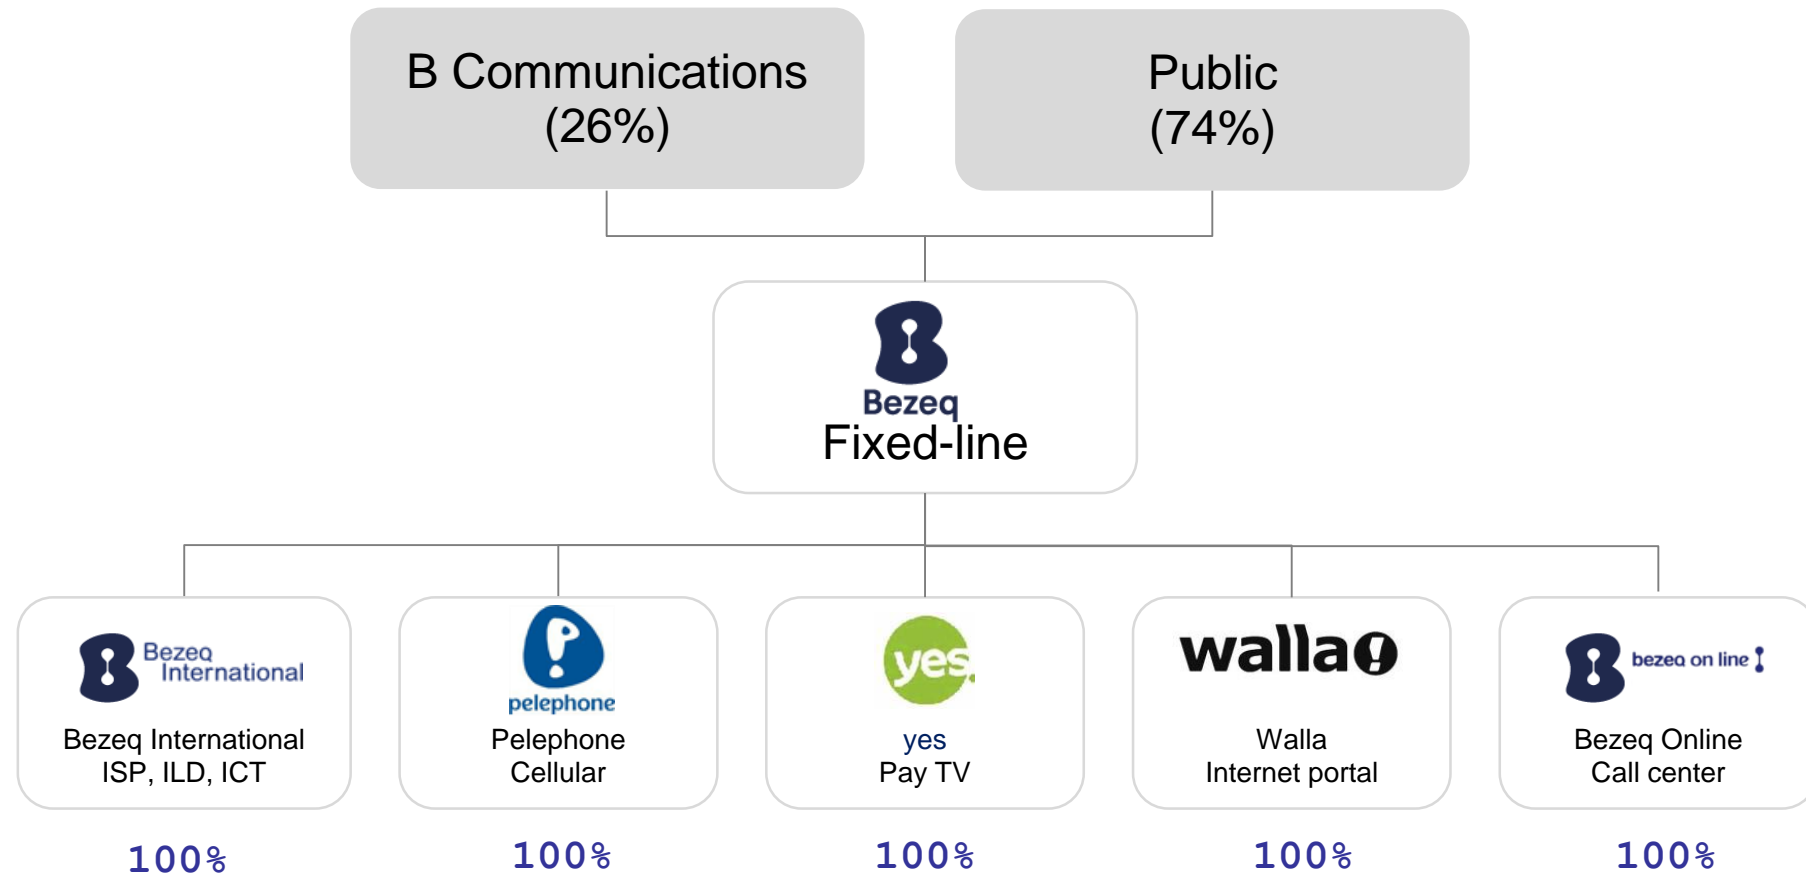 B Communications
(26%)
Public
(74%)
Bezeq
Fixed-line
Bezeq
International
Bezeq International
ISP, ILD, ICT
pelephone
Pelephone
Cellular
yes
yes
Pay TV
walla!
Walla
Internet portal
bezeq on line
Bezeq Online
Call center
100%
100%
100%
100%
100%